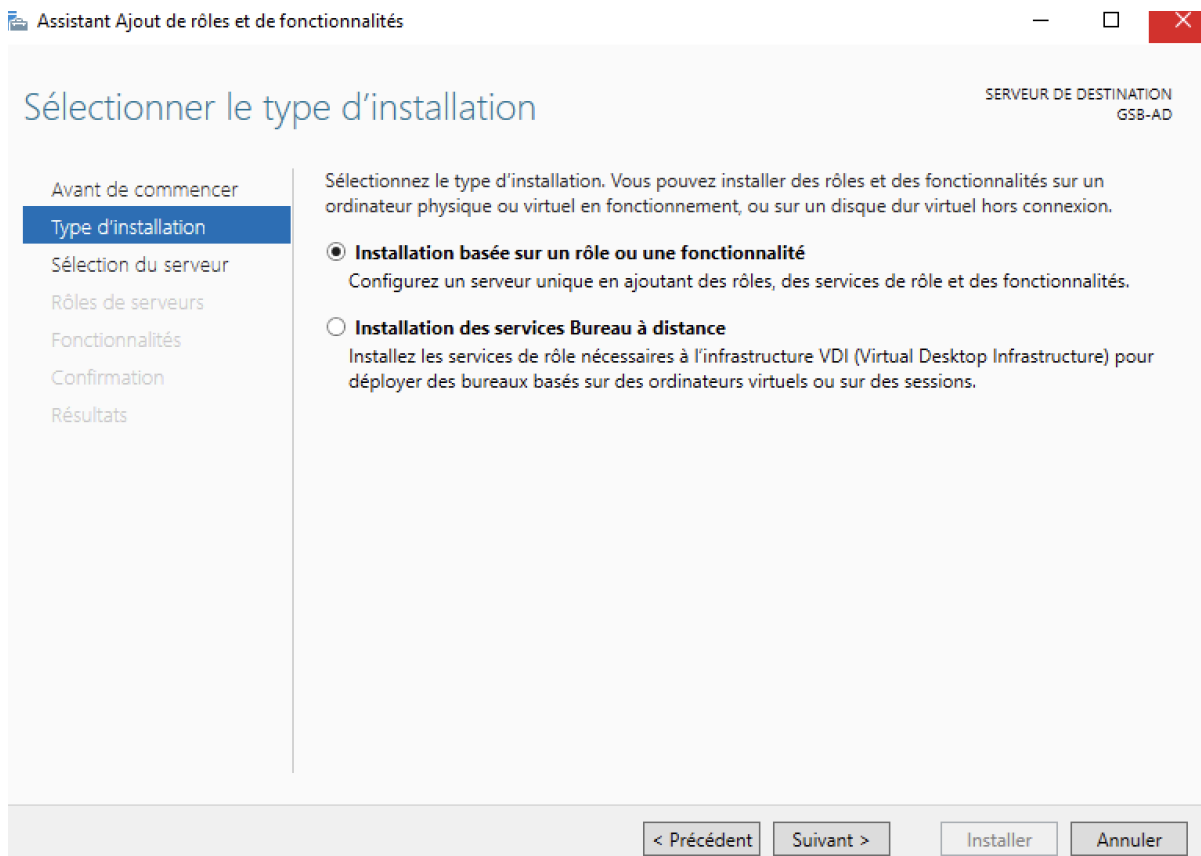 Assistant Ajout de rôles et de fonctionnalités
Sélectionner le type d’installation
SERVEUR DE DESTINATION
GSB-AD
Avant de commencer
Type d’installation
Sélection du serveur
Rôles de serveurs
Fonctionnalités
Confirmation
Résultats
Sélectionnez le type d’installation. Vous pouvez installer des rôles et des fonctionnalités sur un
ordinateur physique ou virtuel en fonctionnement, ou sur un disque dur virtuel hors connexion.
Installation basée sur un rôle ou une fonctionnalité
Configurez un serveur unique en ajoutant des rôles, des services de rôle et des fonctionnalités.
Installation des services Bureau à distance
Installez les services de rôle nécessaires à l’infrastructure VDI (Virtual Desktop Infrastructure) pour
déployer des bureaux basés sur des ordinateurs virtuels ou sur des sessions.
< Précédent
Suivant >
Installer
Annuler